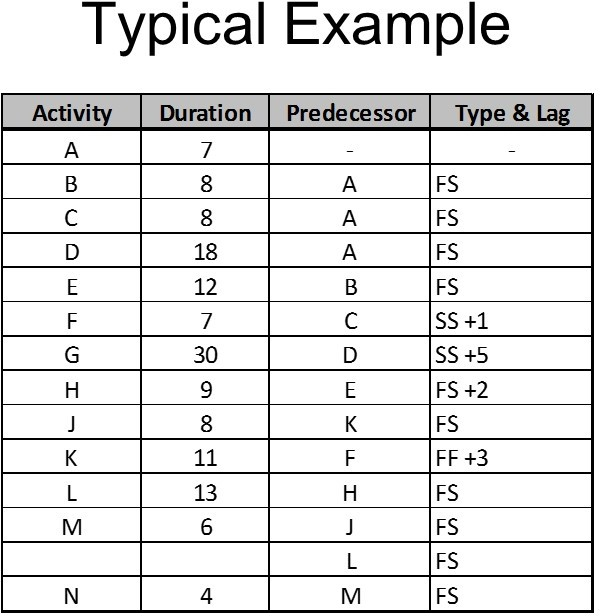 Typical Example
Activity Duration Predecessor Type & Lag
A 7 - -
B 8 A FS
C 8 A FS
D 18 A FS
E 12 B FS
F 7 C SS +1
G 30 D SS +5
H 9 E FS +2
J 8 K FS
K 11 F FF +3
L 13 H FS
M 6 J FS
L FS
N 4 M FS